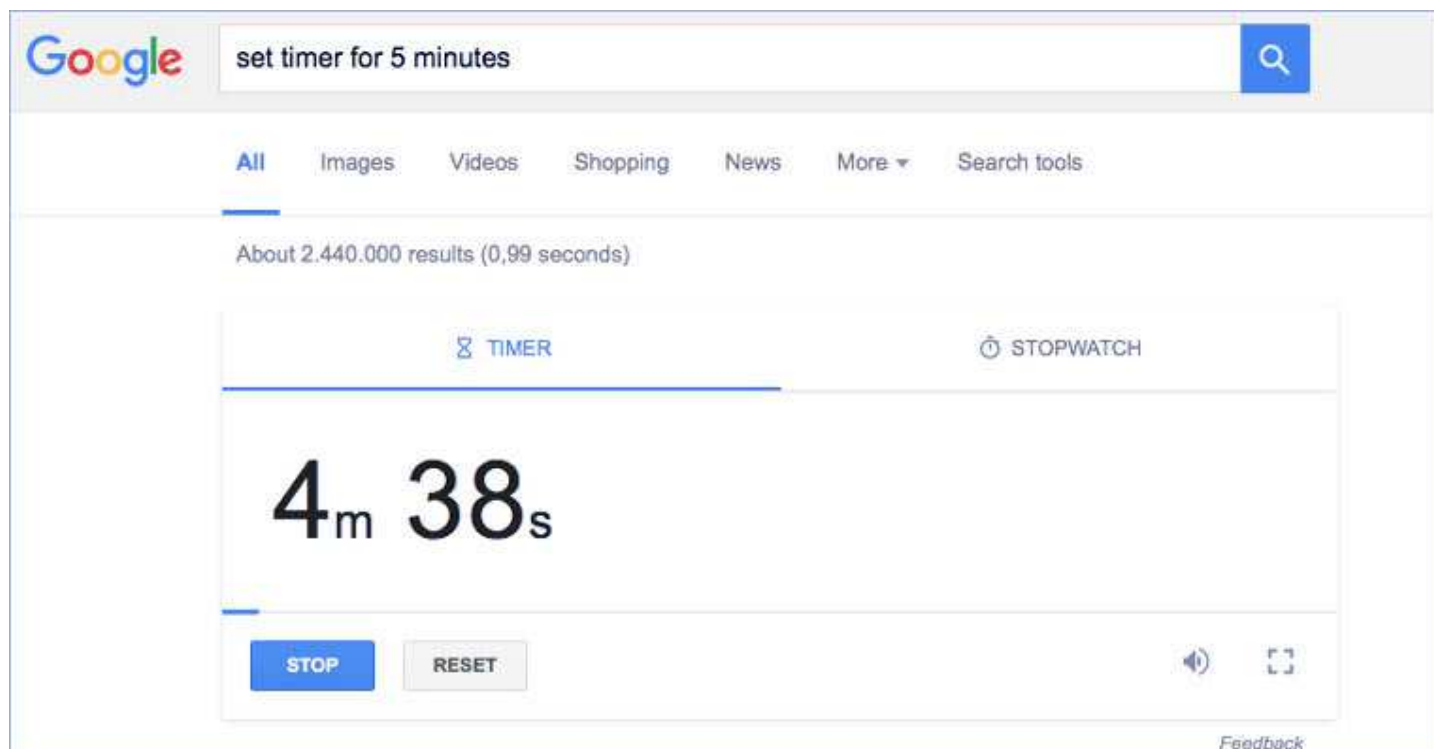 Google set timer for 5 minutes
All Images Videos Shopping News More Search tools
About 2.440.000 results (0,99 seconds)
TIMER STOPWATCH
4m 38s
STOP RESET
Feedback